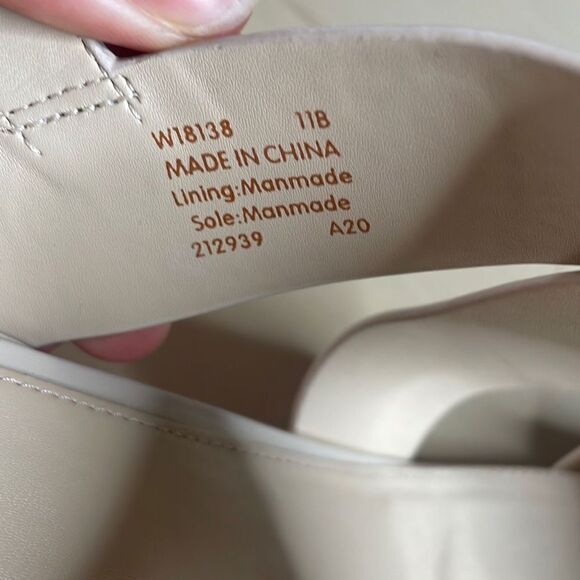 W18138 11B
MADE IN CHINA
Lining:Manmade
Sole:Manmade
212939 A20